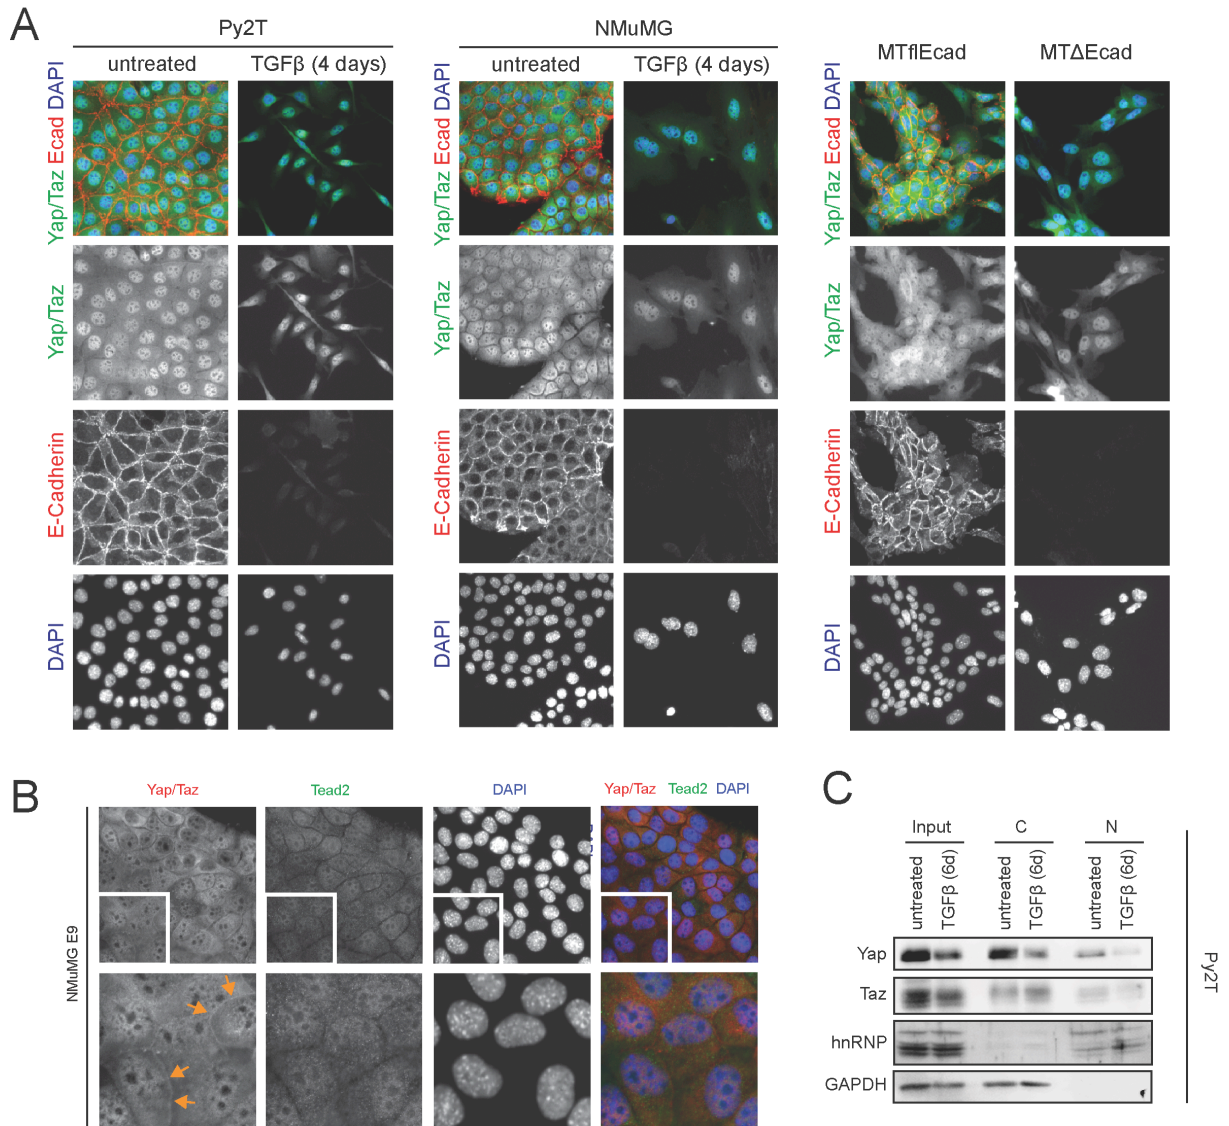 A
Py2T
NMuMG
untreated
TGFβ (4 days)
untreated
TGFβ (4 days)
MTflEcad
MTΔEcad
Yap/Taz Ecad DAPI
Yap/Taz Ecad DAPI
Yap/Taz Ecad DAPI
Yap/Taz
Yap/Taz
Yap/Taz
E-Cadherin
E-Cadherin
E-Cadherin
DAPI
DAPI
DAPI
B
Yap/Taz
Tead2
DAPI
Yap/Taz Tead2 DAPI
NMuMG E9
C
Input
C
N
untreated
TGFβ (6d)
untreated
TGFβ (6d)
untreated
TGFβ (6d)
Yap
Taz
hnRNP
GAPDH
Py2T